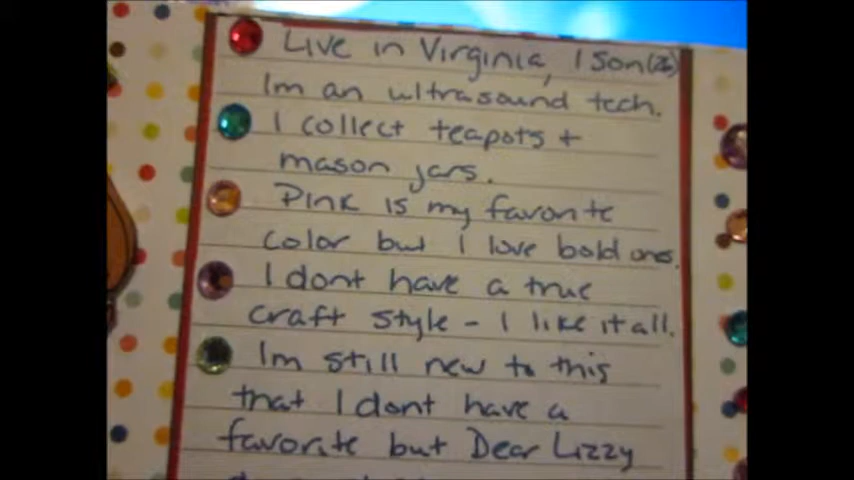 Live in Virginia, 1 son (26)
Im an ultrasound tech.
I collect teapots +
mason jars.
Pink is my favorite
color but I love bold ones.
I dont have a true
craft style - I like it all.
Im still new to this
that I dont have a
favorite but Dear Lizzy